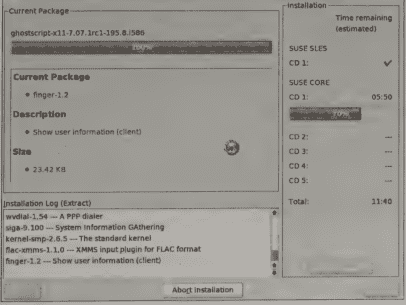 Current Package
ghostscript-x11-7.07.1rc1-195.8.i586
100%
Current Package
finger-1.2
Description
Show user information (client)
Size
23.42 KB
Installation
Time remaining
(estimated)
SUSE SLES
CD 1:
SUSE CORE
CD 1: 05:50
70%
CD 2: ---
CD 3: ---
CD 4: ---
CD 5: ---
Total: 11:40
Installation Log (Extract)
wvdial-1.54 --- A PPP dialer
siga-9.100 --- System Information GAthering
kernel-smp-2.6.5 --- The standard kernel
flac-xmms-1.1.0 --- XMMS input plugin for FLAC format
finger-1.2 --- Show user information (client)
Abort Installation